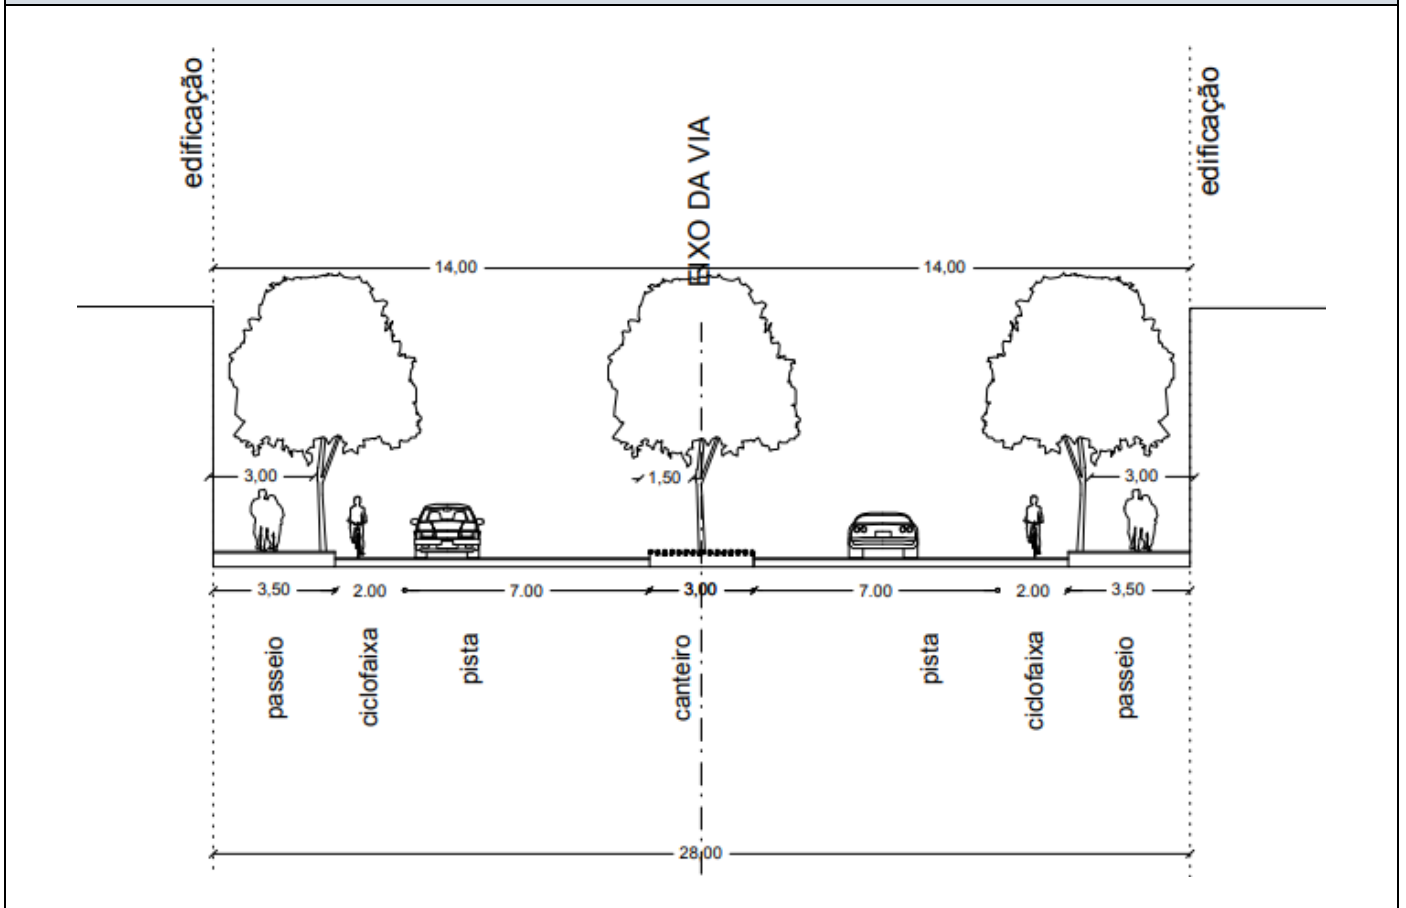 edificação
EIXO DA VIA
edificação
14,00
14,00
3,00
1,50
3,00
3,50
2.00
7.00
3,00
7.00
2.00
3,50
passeio
ciclofaixa
pista
canteiro
pista
ciclofaixa
passeio
28,00